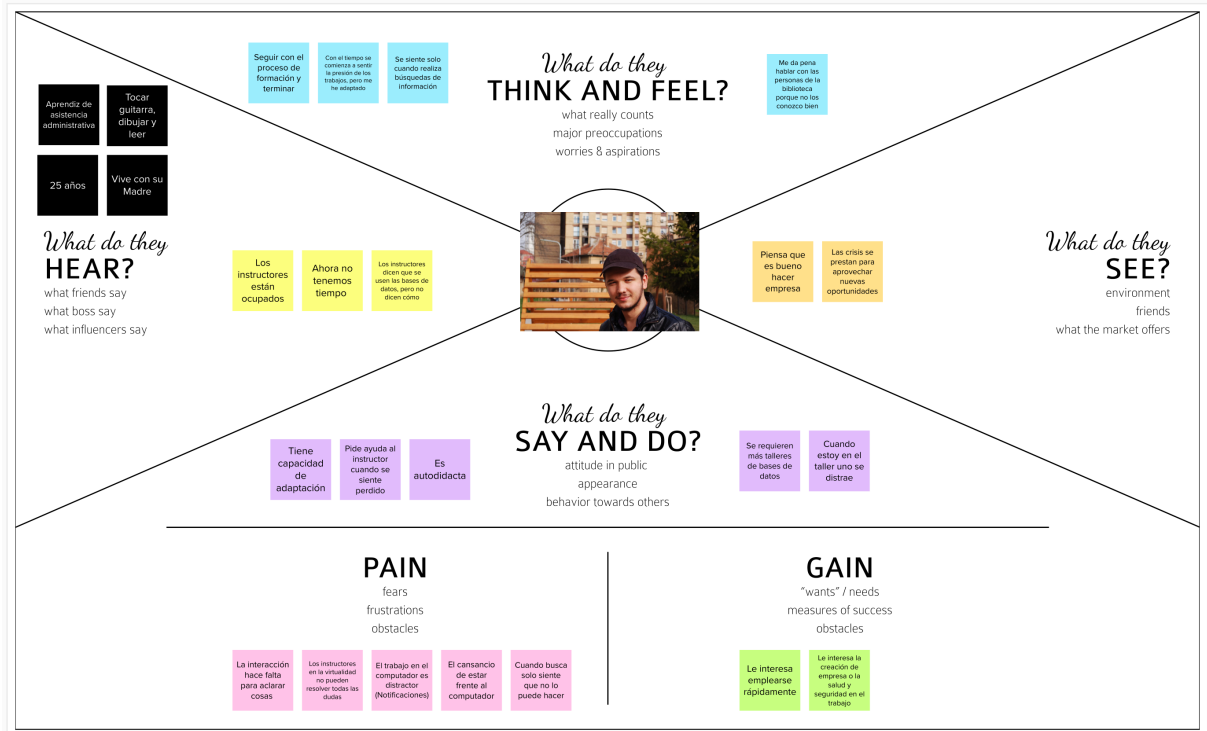 Seguir con el
proceso de
formación y
terminar
Con el tiempo se
comienza a sentir
la presión de los
trabajos, pero me
he adaptado
Se siente solo
cuando realiza
búsquedas de
información
What do they
THINK AND FEEL?
what really counts
major preoccupations
worries & aspirations
Me da pena
hablar con las
personas de la
biblioteca
porque no los
conozco bien
Aprendiz de
asistencia
administrativa
Tocar
guitarra,
dibujar y
leer
25 años
Vive con su
Madre
What do they
HEAR?
what friends say
what boss say
what influencers say
Los
instructores
están
ocupados
Ahora no
tenemos
tiempo
Los instructores
dicen que se
usen las bases de
datos, pero no
dicen cómo
Piensa que
es bueno
hacer
empresa
Las crisis se
prestan para
aprovechar
nuevas
oportunidades
What do they
SEE?
environment
friends
what the market offers
What do they
SAY AND DO?
attitude in public
appearance
behavior towards others
Tiene
capacidad
de
adaptación
Pide ayuda al
instructor
cuando se
siente
perdido
Es
autodidacta
Se requieren
más talleres
de bases de
datos
Cuando
estoy en el
taller uno se
distrae
PAIN
fears
frustrations
obstacles
La interacción
hace falta
para aclarar
cosas
Los instructores
en la virtualidad
no pueden
resolver todas las
dudas
El trabajo en el
computador es
distractor
(Notificaciones)
El cansancio
de estar
frente al
computador
Cuando busca
solo siente
que no lo
puede hacer
GAIN
"wants" / needs
measures of success
obstacles
Le interesa
emplearse
rápidamente
Le interesa la
creación de
empresa o la
salud y
seguridad en el
trabajo